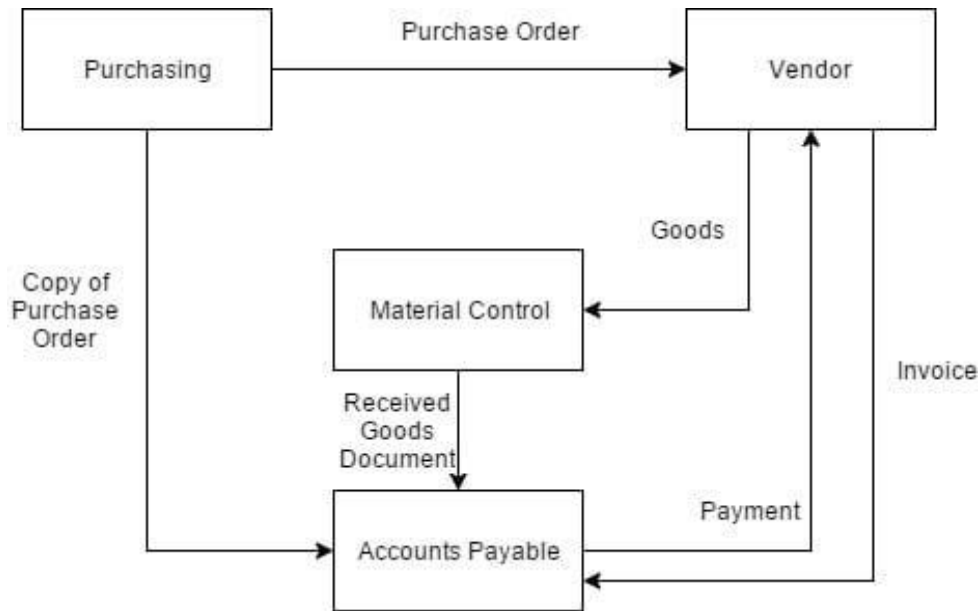 Purchase Order
Purchasing
Vendor
Goods
Copy of
Purchase
Order
Material Control
Invoice
Received
Goods
Document
Payment
Accounts Payable